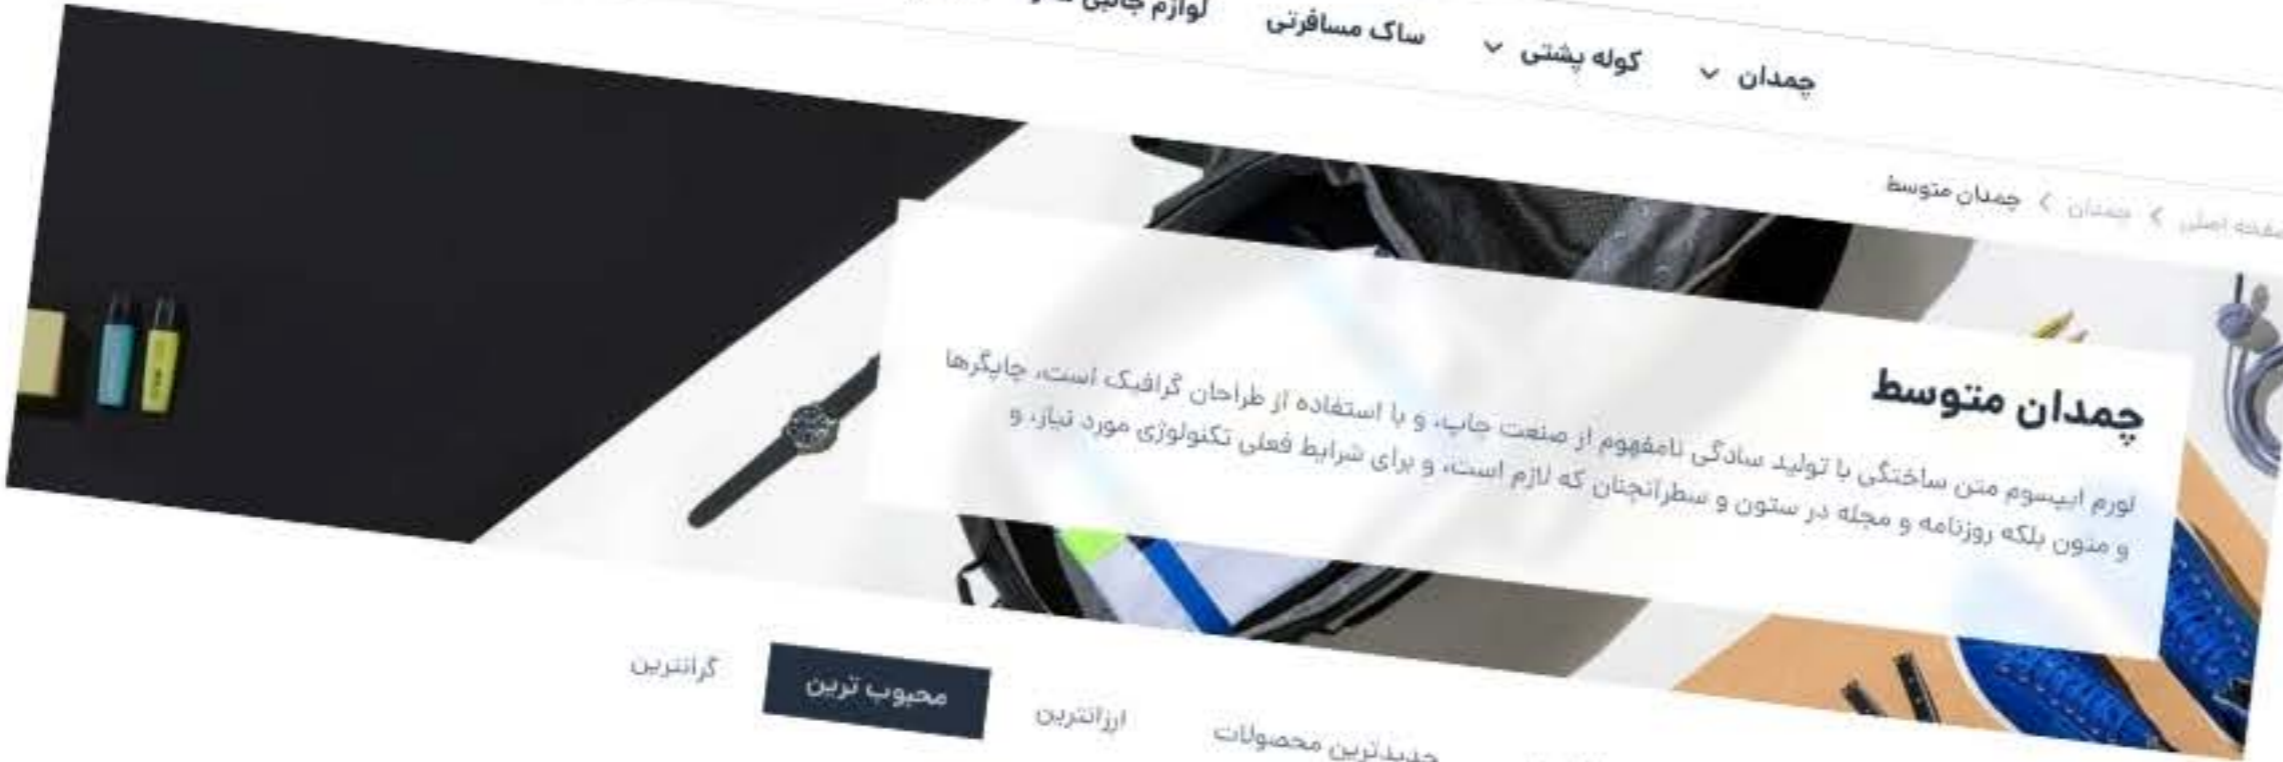 چمدان کوله پشتی ساک مسافرتی لوازم جانبی
صفحه اصلی > چمدان > چمدان متوسط
چمدان متوسط
لورم ایپسوم متن ساختگی با تولید سادگی نامفهوم از صنعت چاپ، و با استفاده از طراحان گرافیک است، چاپگرها
و متون بلکه روزنامه و مجله در ستون و سطرآنچنان که لازم است، و برای شرایط فعلی تکنولوژی مورد نیاز، و
جدیدترین محصولات ارزانترین محبوب ترین گرانترین